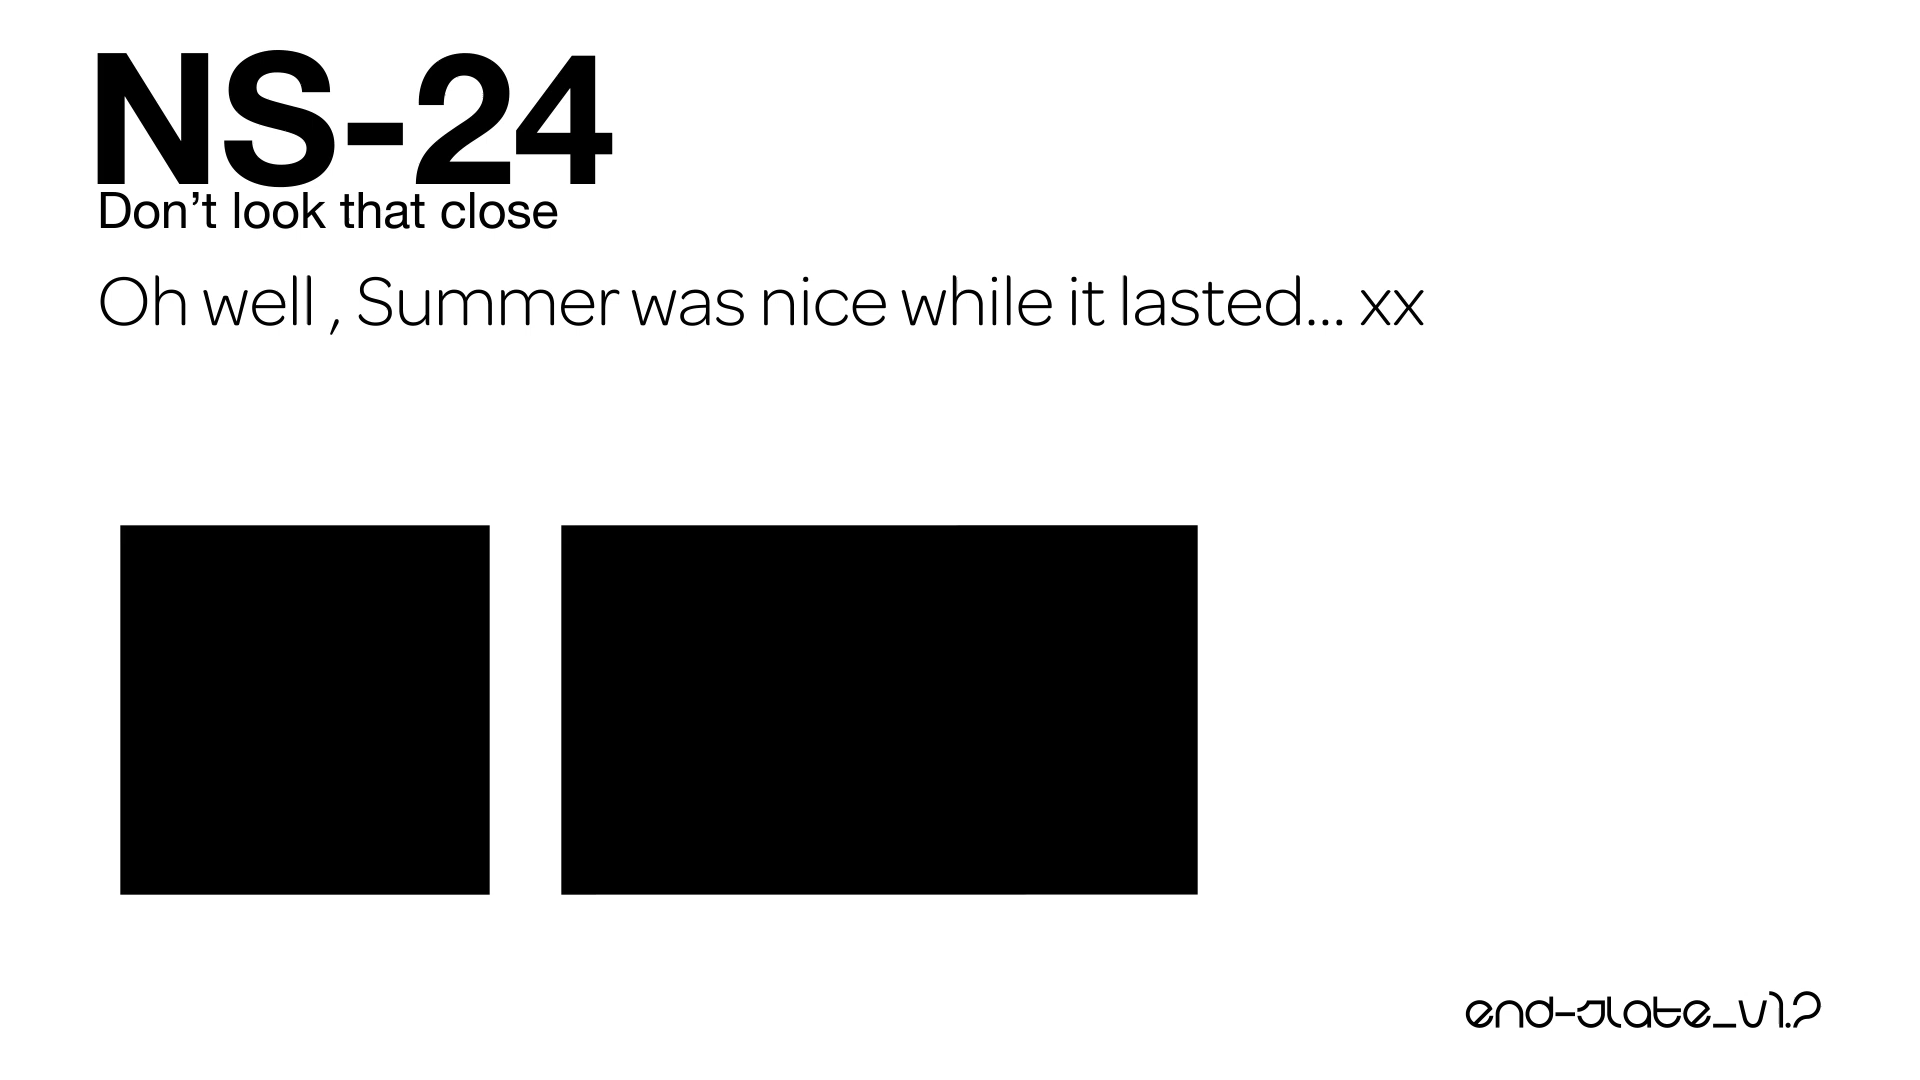 NS-24
Don’t look that close
Oh well , Summer was nice while it lasted... xx
end-slate_v1.2